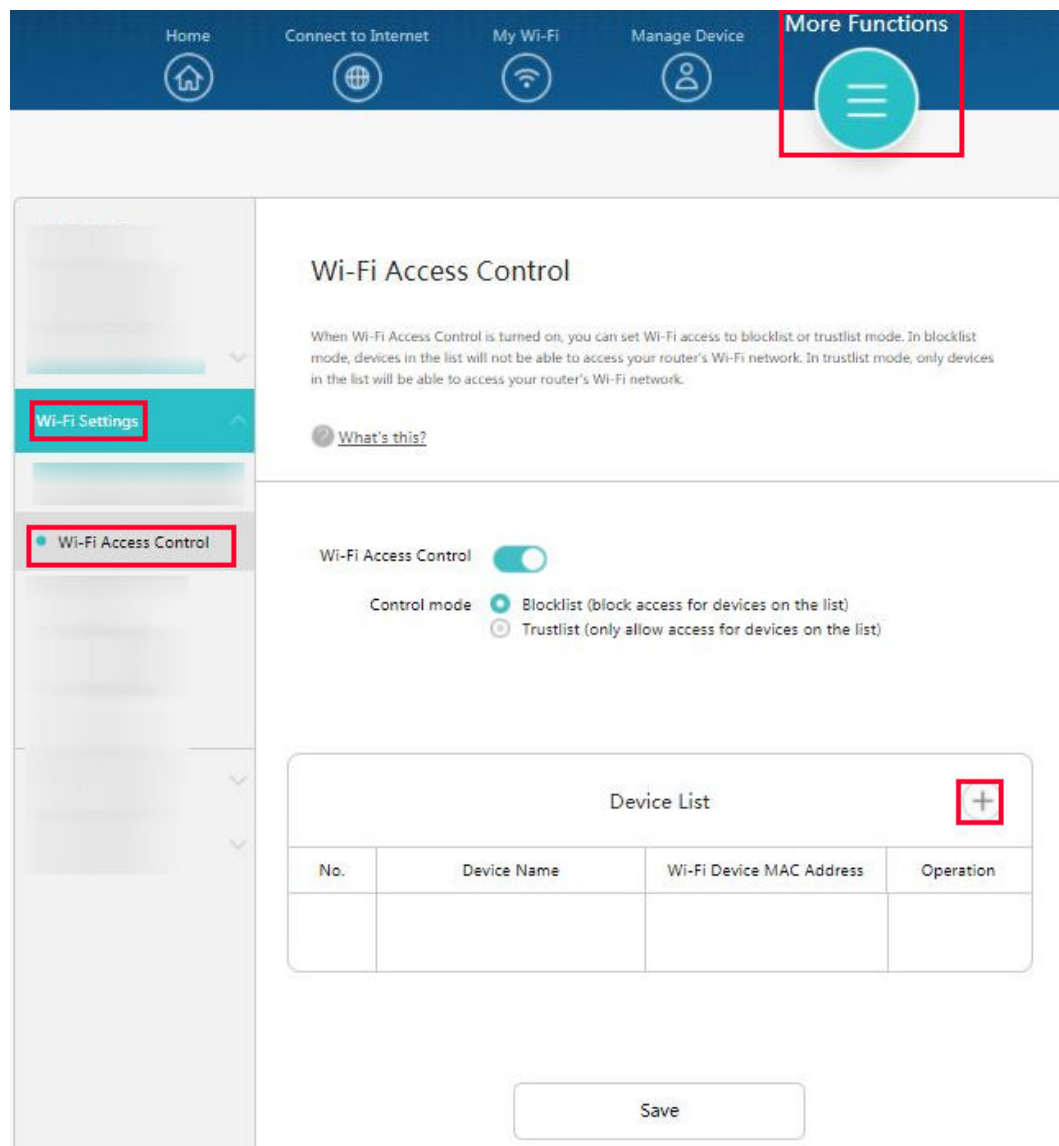 Home
Connect to Internet
My Wi-Fi
Manage Device
More Functions
Wi-Fi Settings
Wi-Fi Access Control
Wi-Fi Access Control
When Wi-Fi Access Control is turned on, you can set Wi-Fi access to blocklist or trustlist mode. In blocklist
mode, devices in the list will not be able to access your router's Wi-Fi network. In trustlist mode, only devices
in the list will be able to access your router's Wi-Fi network.
What's this?
Wi-Fi Access Control
Control mode
Blocklist (block access for devices on the list)
Trustlist (only allow access for devices on the list)
Device List
No.
Device Name
Wi-Fi Device MAC Address
Operation
Save